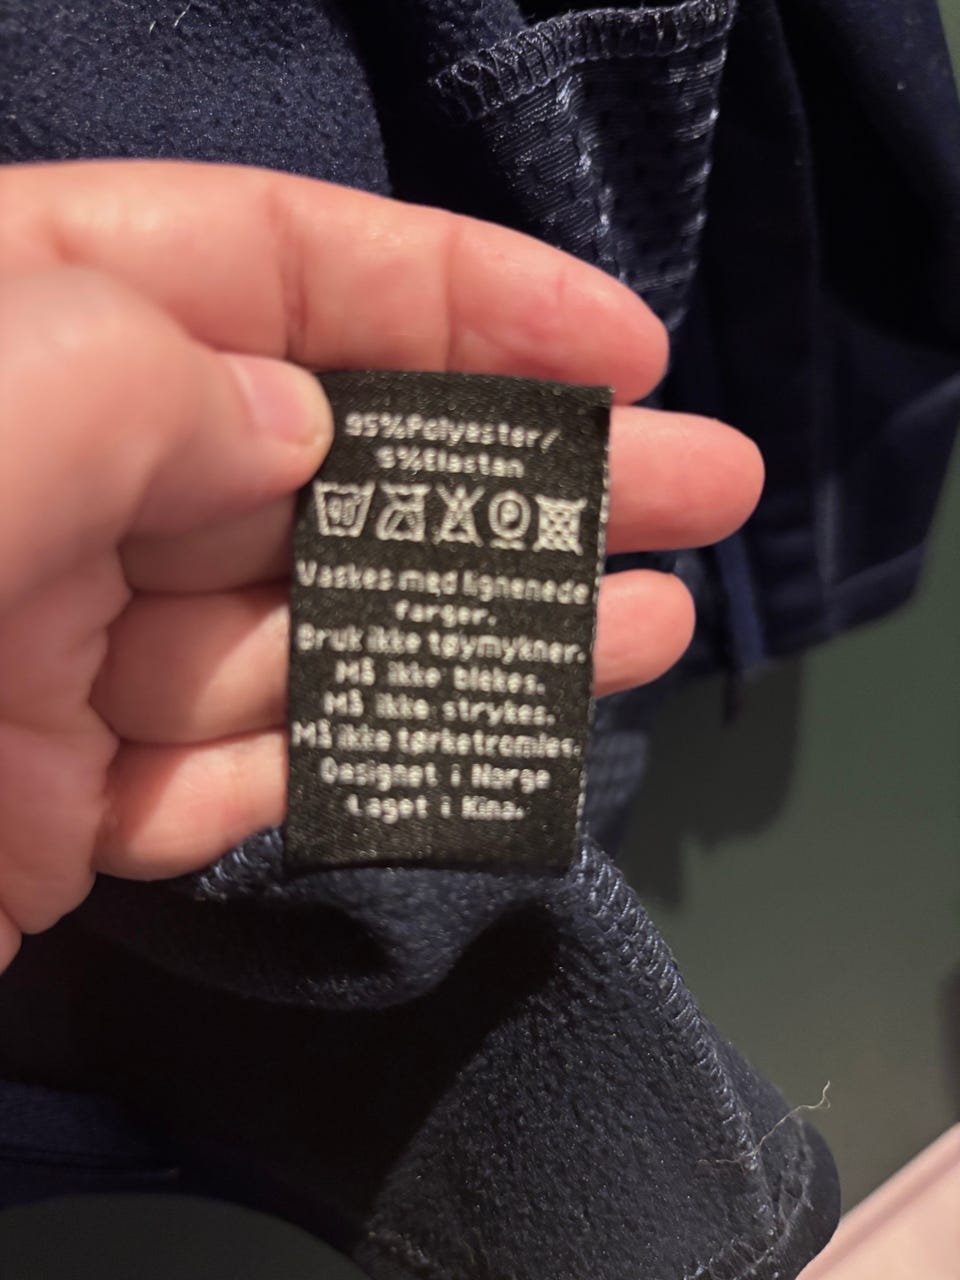 95%Polyester/
5%Elastan
P
Vaskes med lignenede
farger.
Bruk ikke tøymykner.
Må ikke blekes.
Må ikke strykes.
Må ikke tørketromles.
Designet i Norge
Laget i Kina.